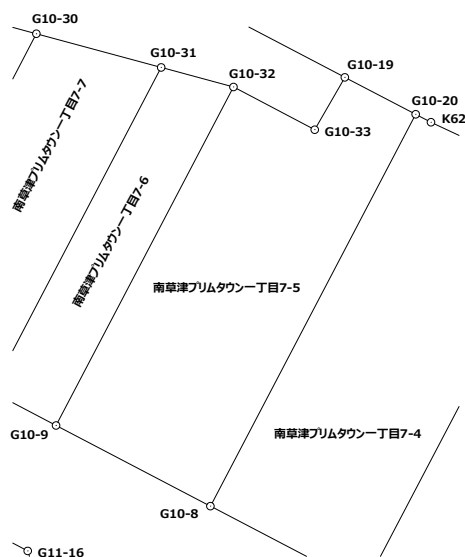 G10-30
G10-31
G10-32
G10-19
G10-20
K62
G10-33
南草津プリムタウン一丁目7-7
南草津プリムタウン一丁目7-6
南草津プリムタウン一丁目7-5
南草津プリムタウン一丁目7-4
G10-9
G10-8
G11-16